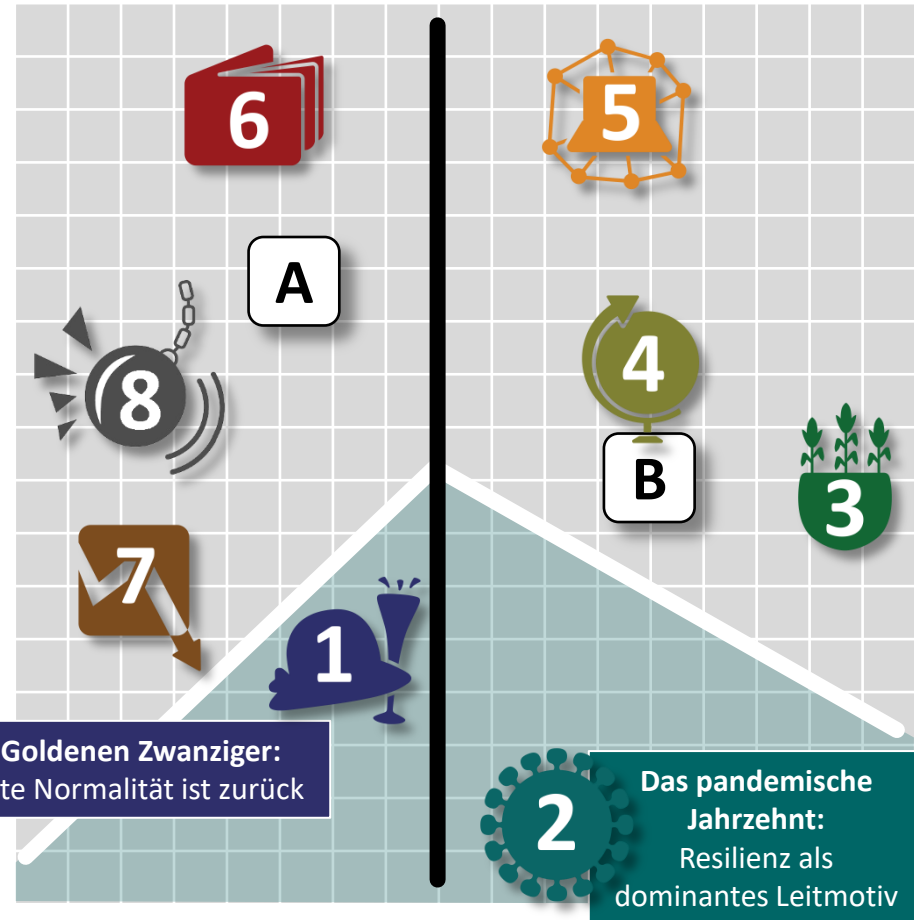 6
5
A
4
8
B
3
7
1
Goldenen Zwanziger:
te Normalität ist zurück
2
Das pandemische
Jahrzehnt:
Resilienz als
dominantes Leitmotiv